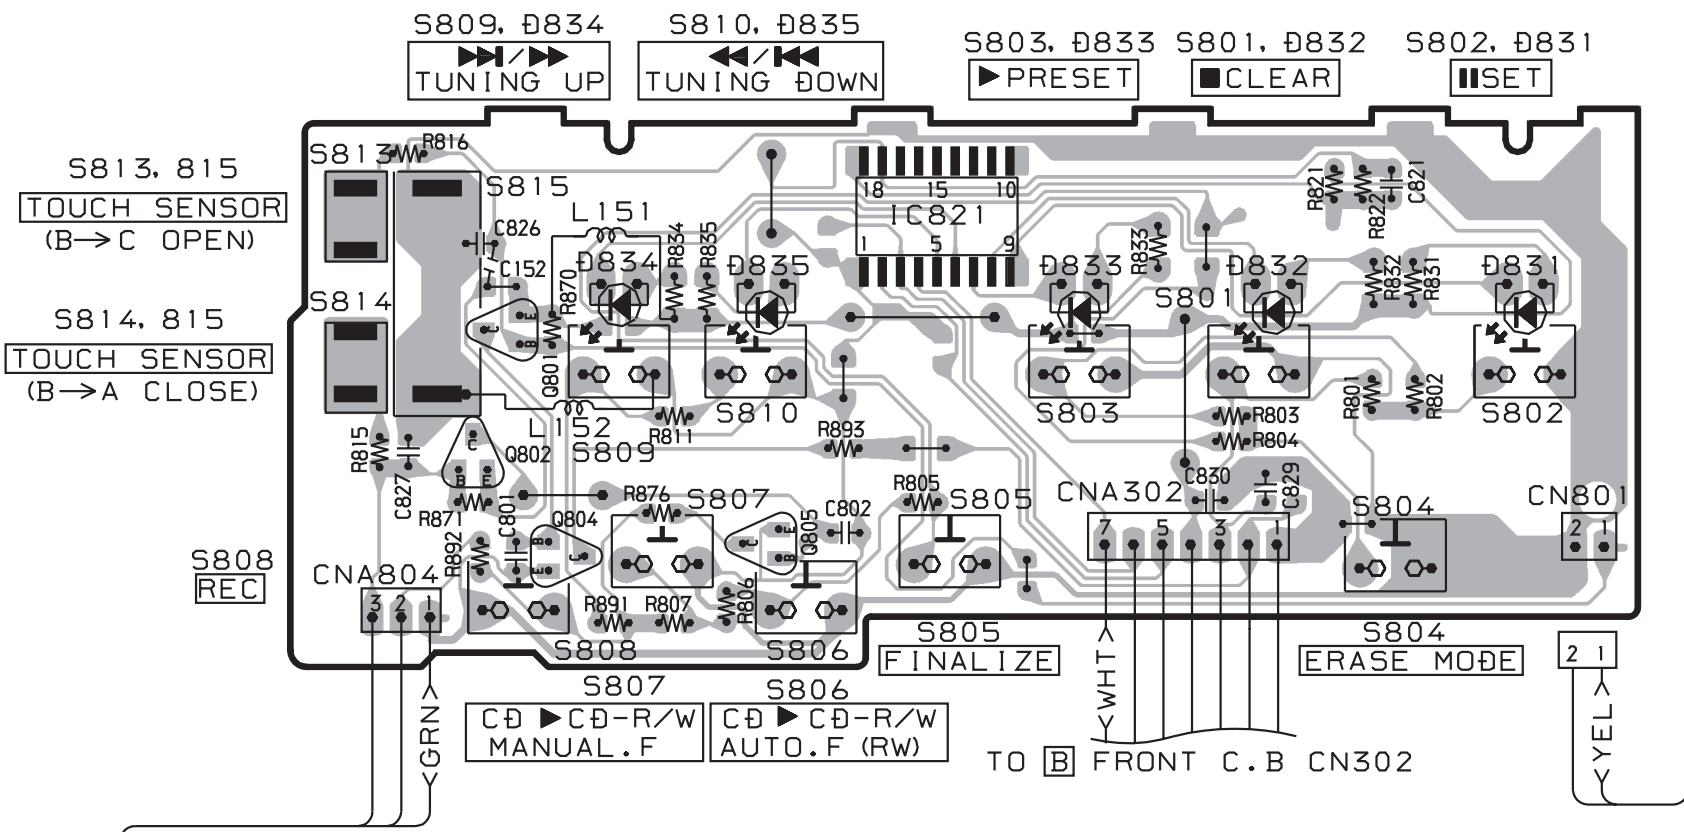 S809, D834
▶▶I/▶▶
TUNING UP
S810, D835
◀◀/I◀◀
TUNING DOWN
S803, D833
▶PRESET
S801, D832
■CLEAR
S802, D831
IISET
S813, 815
TOUCH SENSOR
(B→C OPEN)
S814, 815
TOUCH SENSOR
(B→A CLOSE)
S808
REC
S813
R816
S815
C826
C152
L151
S814
E
C
B
R870
Q801
D834
R834
R835
D835
18 15 10
IC821
1 5 9
D833
R833
S801
D832
R821
R822
C821
R832
R831
D831
S810
S803
R803
R804
R801
R802
S802
L152
R811
S809
R893
R815
C827
C
Q802
B E
R871
C801
Q804
B
C
E
R892
R876
S807
E
C
B
Q805
C802
R805
S805
CNA302
C830
C829
7 5 3 1
S804
CN801
2 1
CNA804
3 2 1
R891
R807
R806
S808
S806
S805
FINALIZE
S804
ERASE MODE
2 1
<GRN>
<WHT>
<YEL>
S807
CD ▶ CD-R/W
MANUAL.F
S806
CD ▶ CD-R/W
AUTO.F (RW)
TO B FRONT C.B CN302